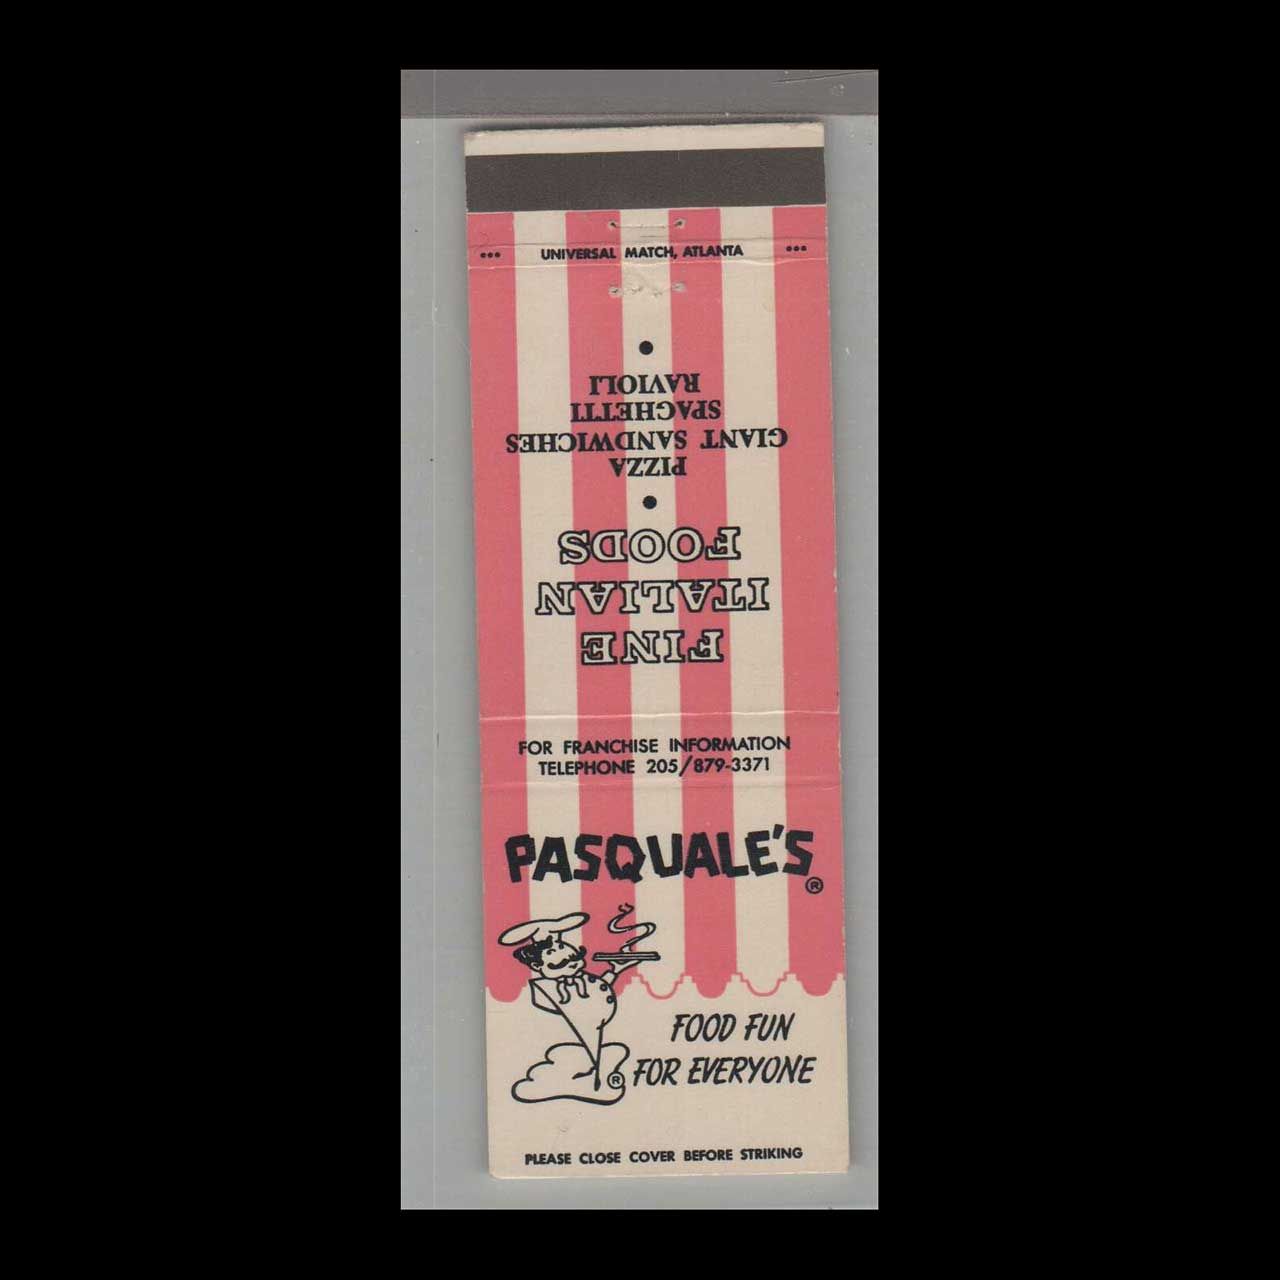 ••• UNIVERSAL MATCH, ATLANTA •••
FINE
ITALIAN
FOODS
•
PIZZA
GIANT SANDWICHES
SPAGHETTI
RAVIOLI
•
FOR FRANCHISE INFORMATION
TELEPHONE 205/879-3371
PASQUALE'S®
FOOD FUN
® FOR EVERYONE
PLEASE CLOSE COVER BEFORE STRIKING